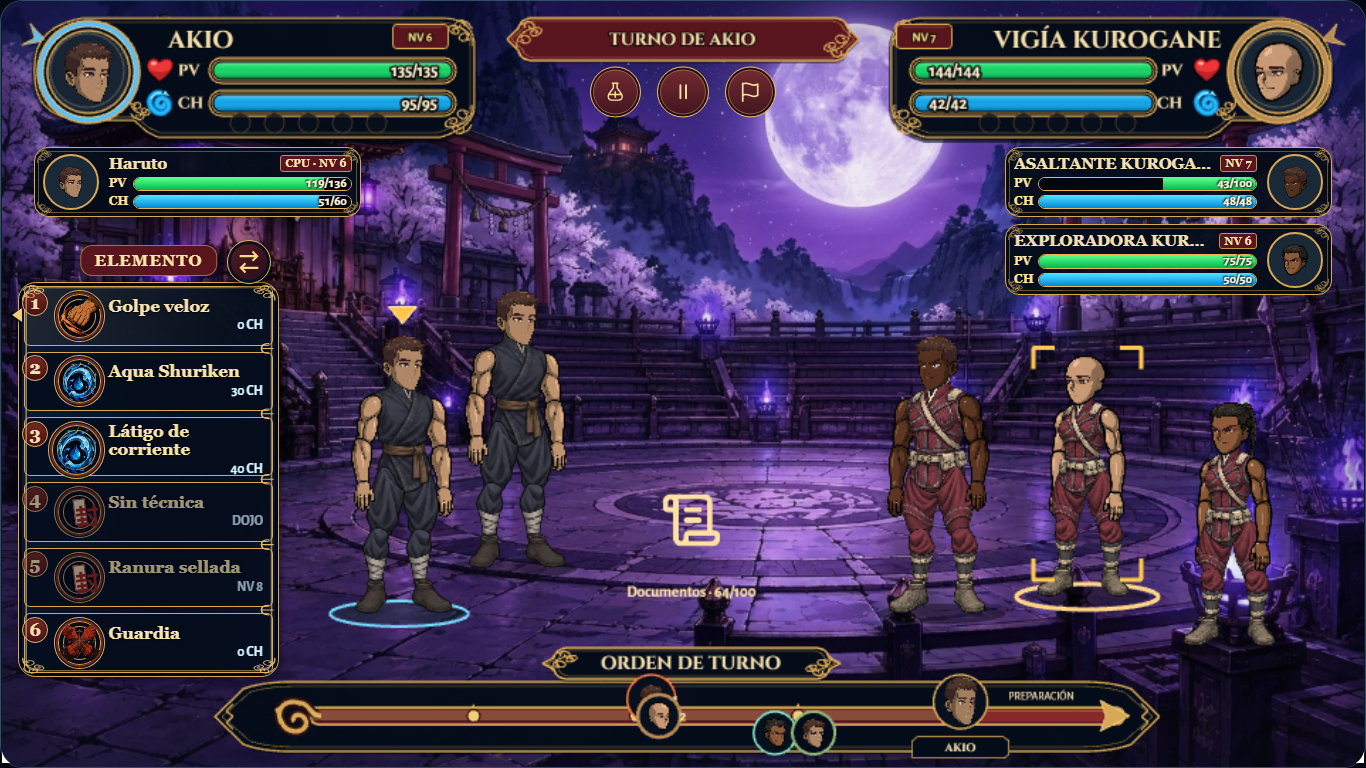 AKIO
NV 6
PV
135/135
CH
95/95
TURNO DE AKIO
NV 7
VIGÍA KUROGANE
144/144
PV
42/42
CH
Haruto
CPU - NV 6
PV
119/136
CH
51/60
ASALTANTE KUROGA...
NV 7
PV
43/100
CH
48/48
EXPLORADORA KUR...
NV 6
PV
75/75
CH
50/50
ELEMENTO
1
Golpe veloz
0 CH
2
Aqua Shuriken
30 CH
3
Látigo de
corriente
40 CH
4
Sin técnica
DOJO
5
Ranura sellada
NV 8
6
Guardia
0 CH
Documentos · 64/100
ORDEN DE TURNO
2
PREPARACIÓN
AKIO